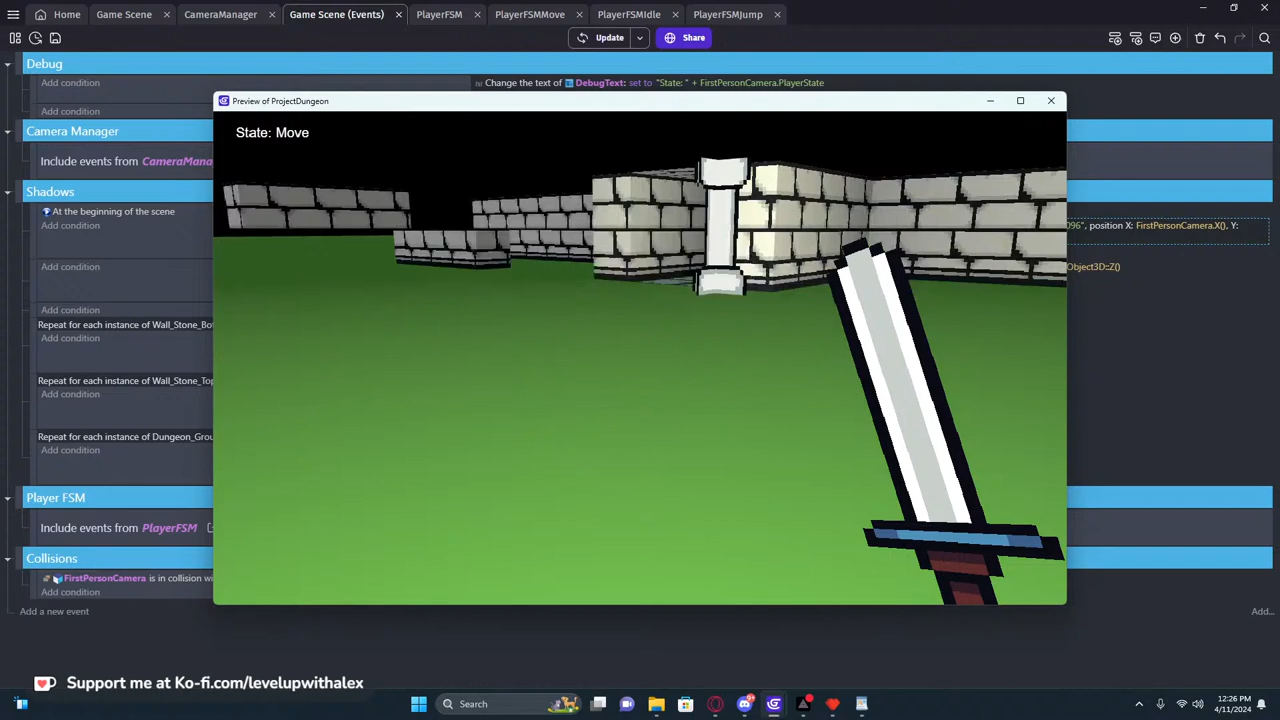 Home
Game Scene
CameraManager
Game Scene (Events)
PlayerFSM
PlayerFSMMove
PlayerFSMIdle
PlayerFSMJump
Update
Share
Debug
Add condition
Change the text of DebugText: set to "State: " + FirstPersonCamera.PlayerState
Add condition
Preview of ProjectDungeon
State: Move
Camera Manager
Include events from CameraMana
Shadows
At the beginning of the scene
Add condition
096", position X: FirstPersonCamera.X(), Y:
Add condition
Object3D::Z()
Add condition
Repeat for each instance of Wall_Stone_Bo
Add condition
Repeat for each instance of Wall_Stone_Top
Add condition
Repeat for each instance of Dungeon_Grou
Add condition
Player FSM
Include events from PlayerFSM
Collisions
FirstPersonCamera is in collision w
Add condition
Add a new event
Add...
Support me at Ko-fi.com/levelupwithalex
Search
12:26 PM
4/11/2024